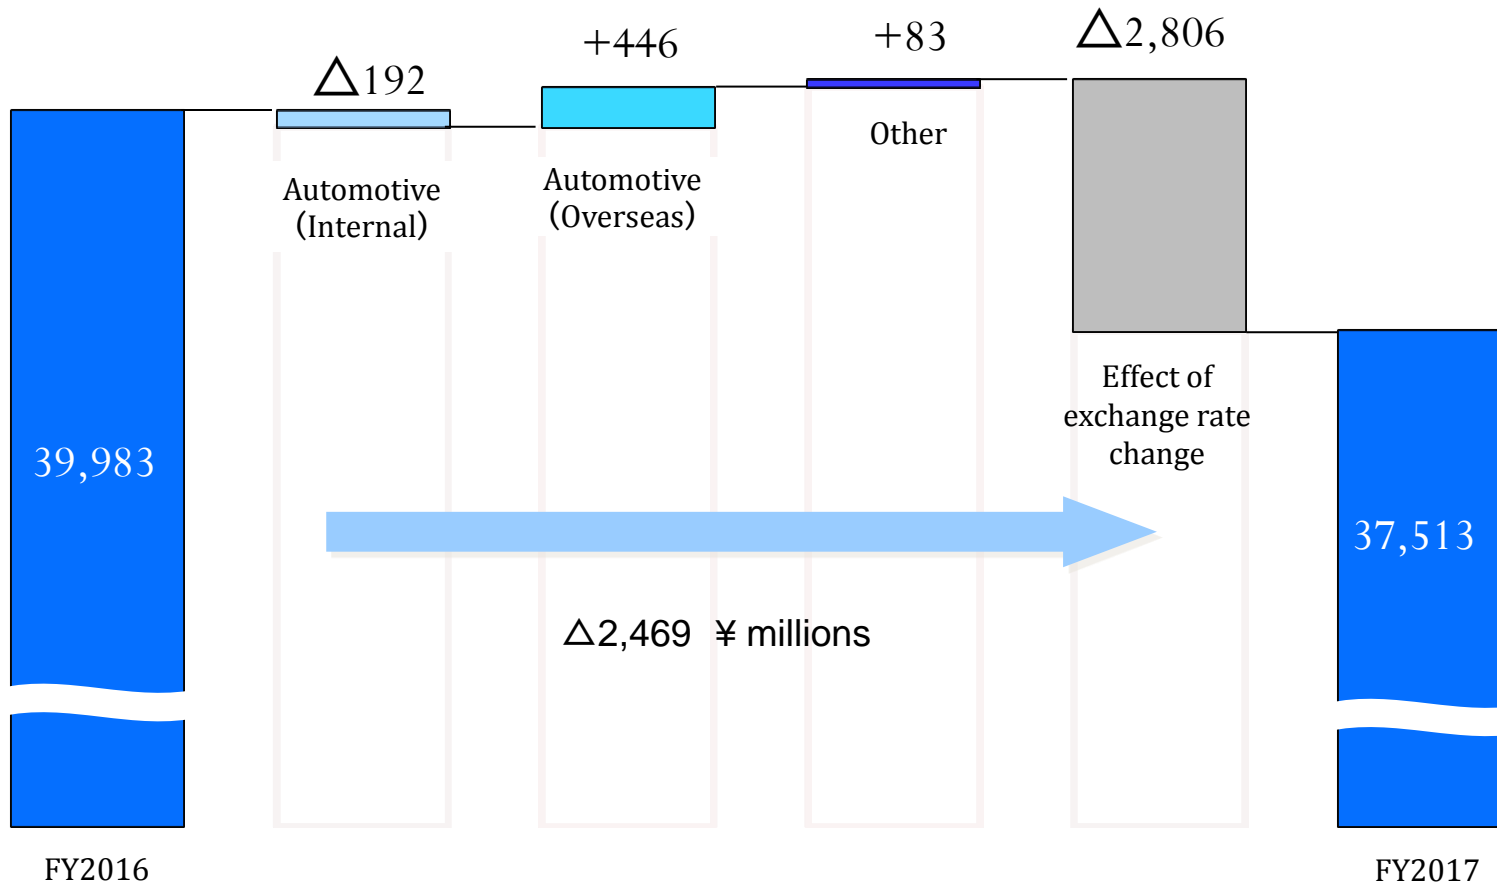 △192
+446
+83
△2,806
Automotive
(Internal)
Automotive
(Overseas)
Other
Effect of
exchange rate
change
39,983
37,513
△2,469 ¥ millions
FY2016
FY2017